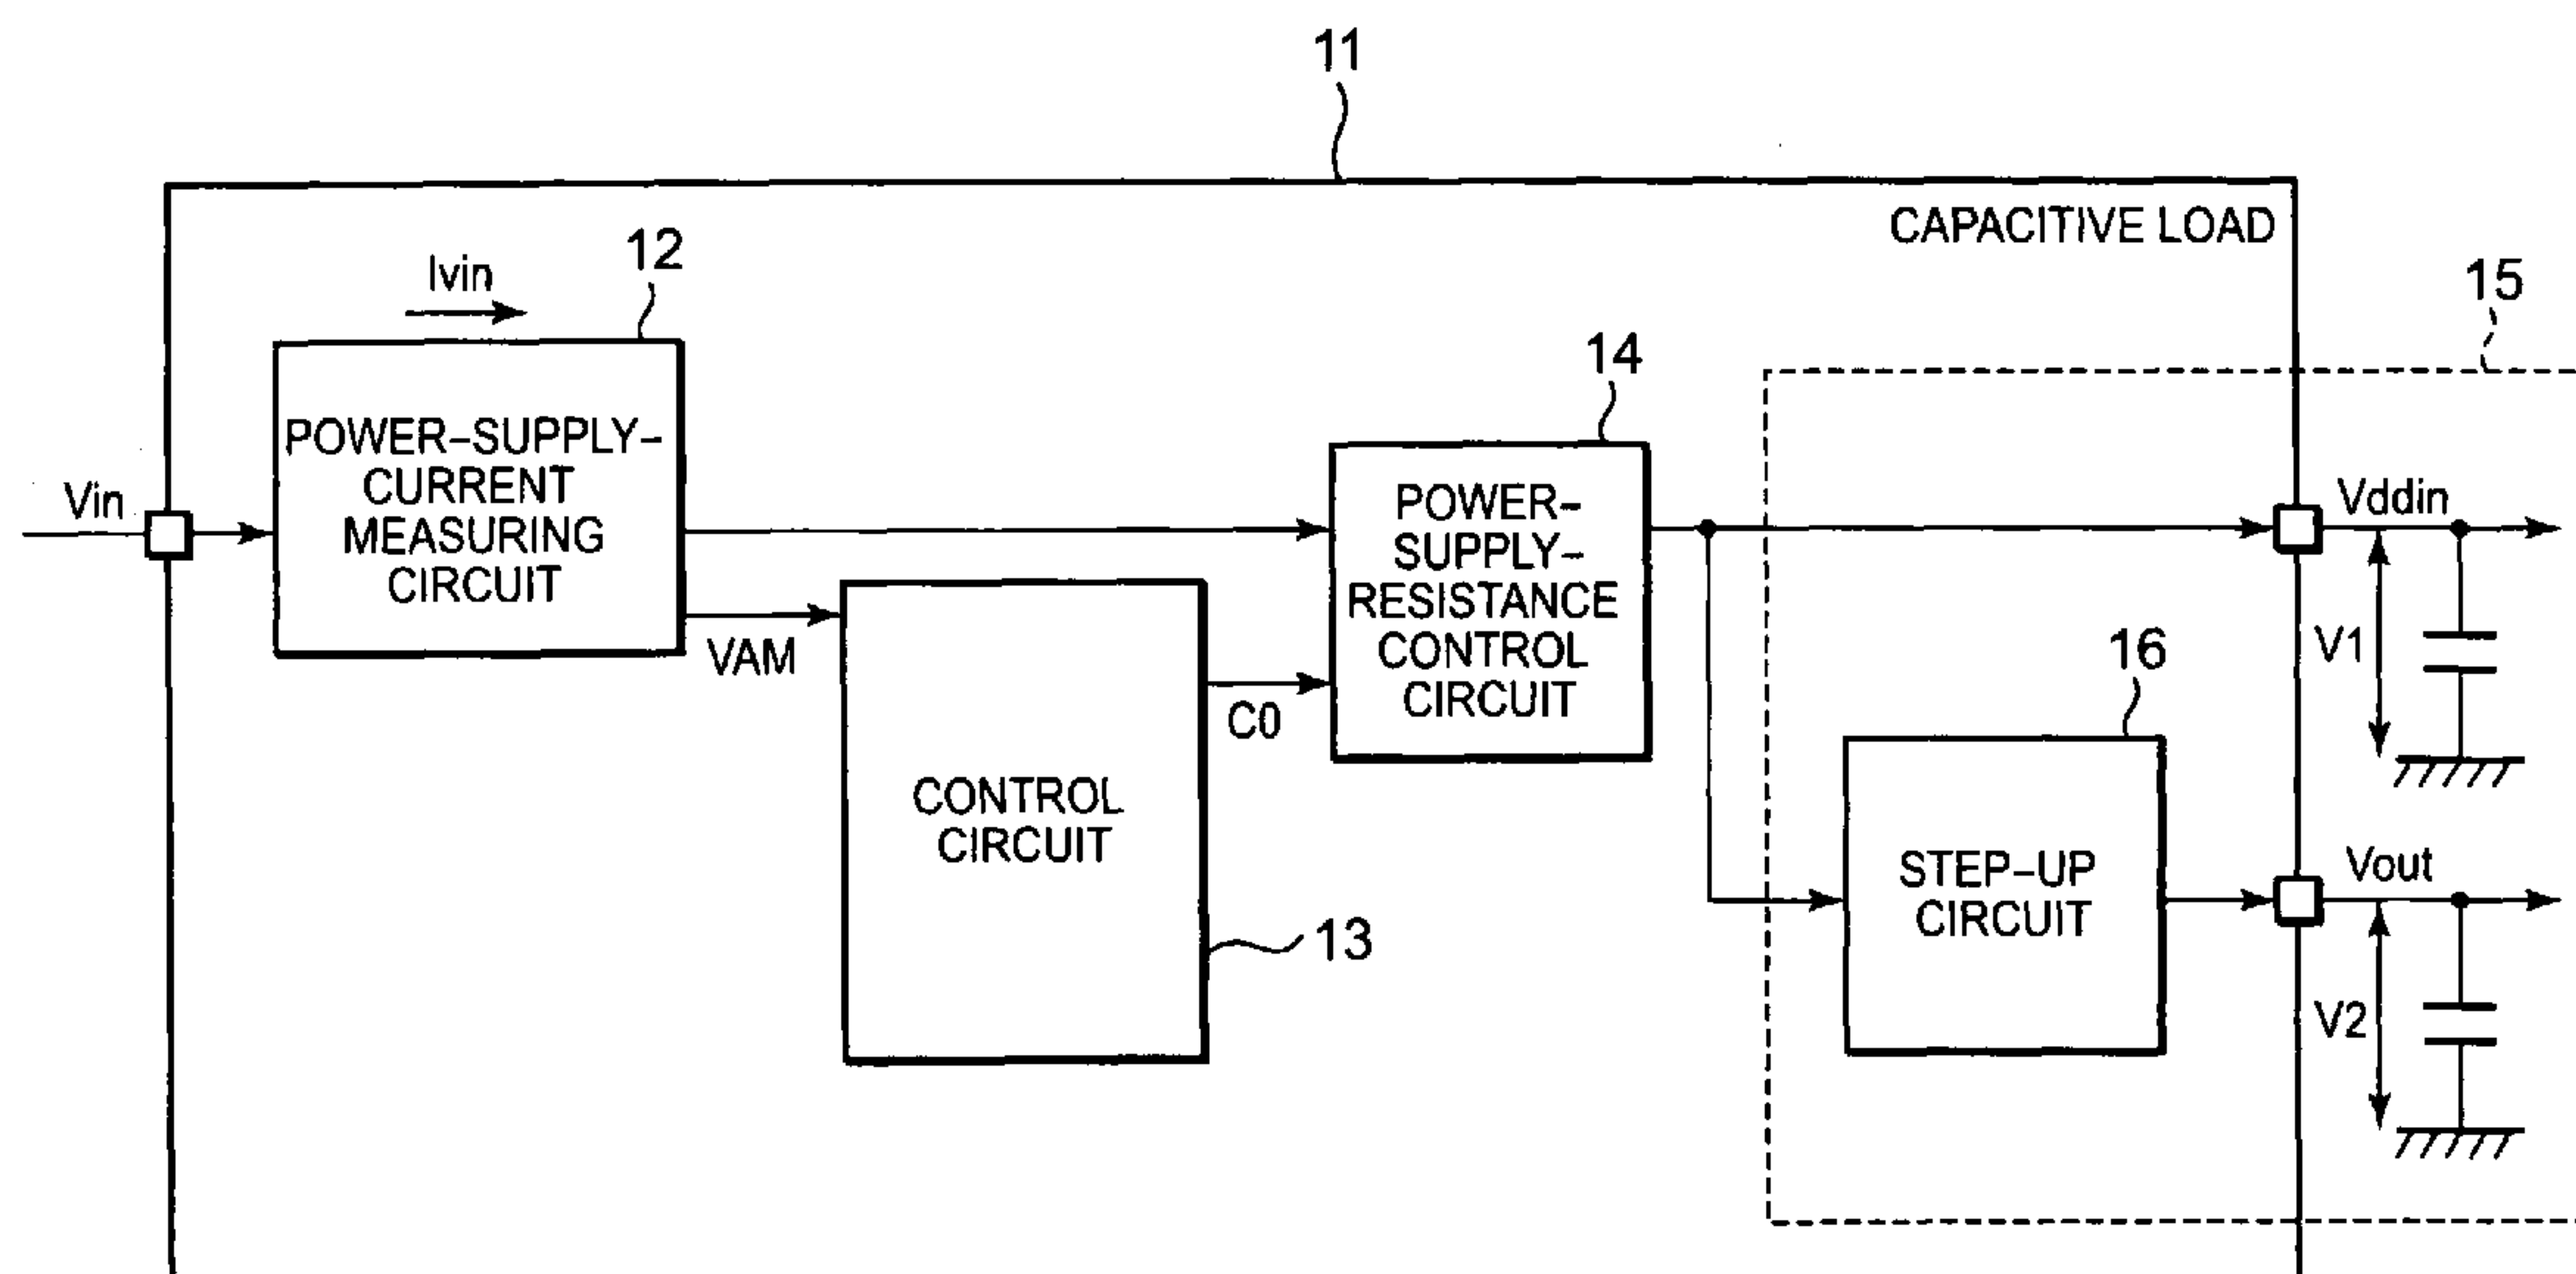 11
CAPACITIVE LOAD
Ivin
12
15
14
POWER-SUPPLY-
CURRENT
MEASURING
CIRCUIT
Vin
POWER-
SUPPLY-
RESISTANCE
CONTROL
CIRCUIT
Vddin
VAM
V1
16
C0
CONTROL
CIRCUIT
STEP-UP
CIRCUIT
Vout
13
V2